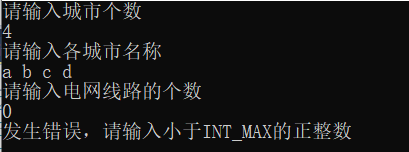 请输入城市个数
4
请输入各城市名称
a b c d
请输入电网线路的个数
0
发生错误，请输入小于INT_MAX的正整数